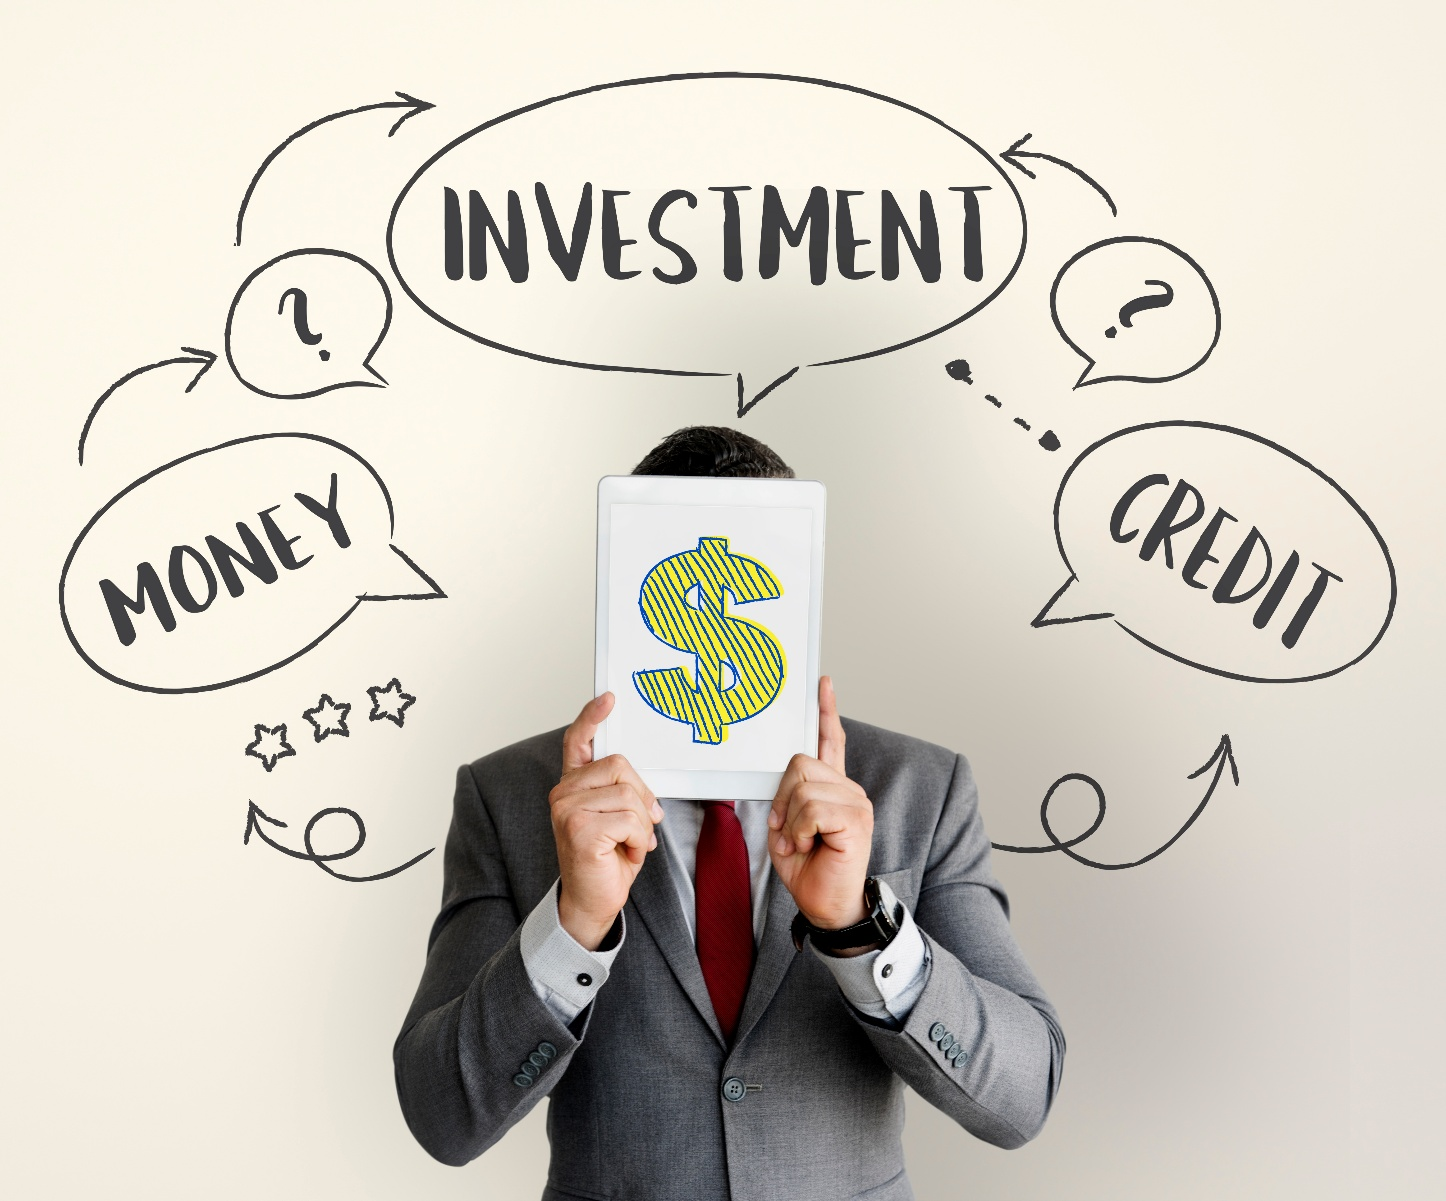 INVESTMENT
?
?
MONEY
CREDIT
$